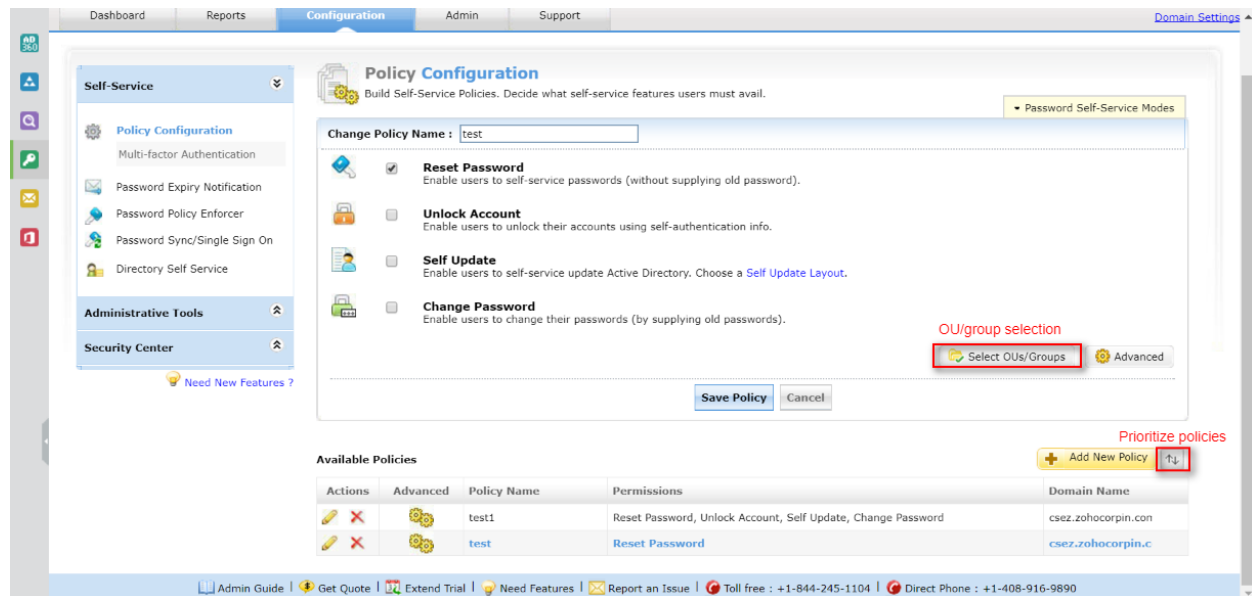 Dashboard Reports Configuration Admin Support Domain Settings
AD
360
Self-Service
Policy Configuration
Multi-factor Authentication
Password Expiry Notification
Password Policy Enforcer
Password Sync/Single Sign On
Directory Self Service
Administrative Tools
Security Center
Need New Features ?
Policy Configuration
Build Self-Service Policies. Decide what self-service features users must avail.
Password Self-Service Modes
Change Policy Name : test
Reset Password
Enable users to self-service passwords (without supplying old password).
Unlock Account
Enable users to unlock their accounts using self-authentication info.
Self Update
Enable users to self-service update Active Directory. Choose a Self Update Layout.
Change Password
Enable users to change their passwords (by supplying old passwords).
OU/group selection
Select OUs/Groups Advanced
Save Policy Cancel
Prioritize policies
Available Policies Add New Policy
Actions Advanced Policy Name Permissions Domain Name
test1 Reset Password, Unlock Account, Self Update, Change Password csez.zohocorpin.con
test Reset Password csez.zohocorpin.c
Admin Guide | Get Quote | Extend Trial | Need Features | Report an Issue | Toll free : +1-844-245-1104 | Direct Phone : +1-408-916-9890